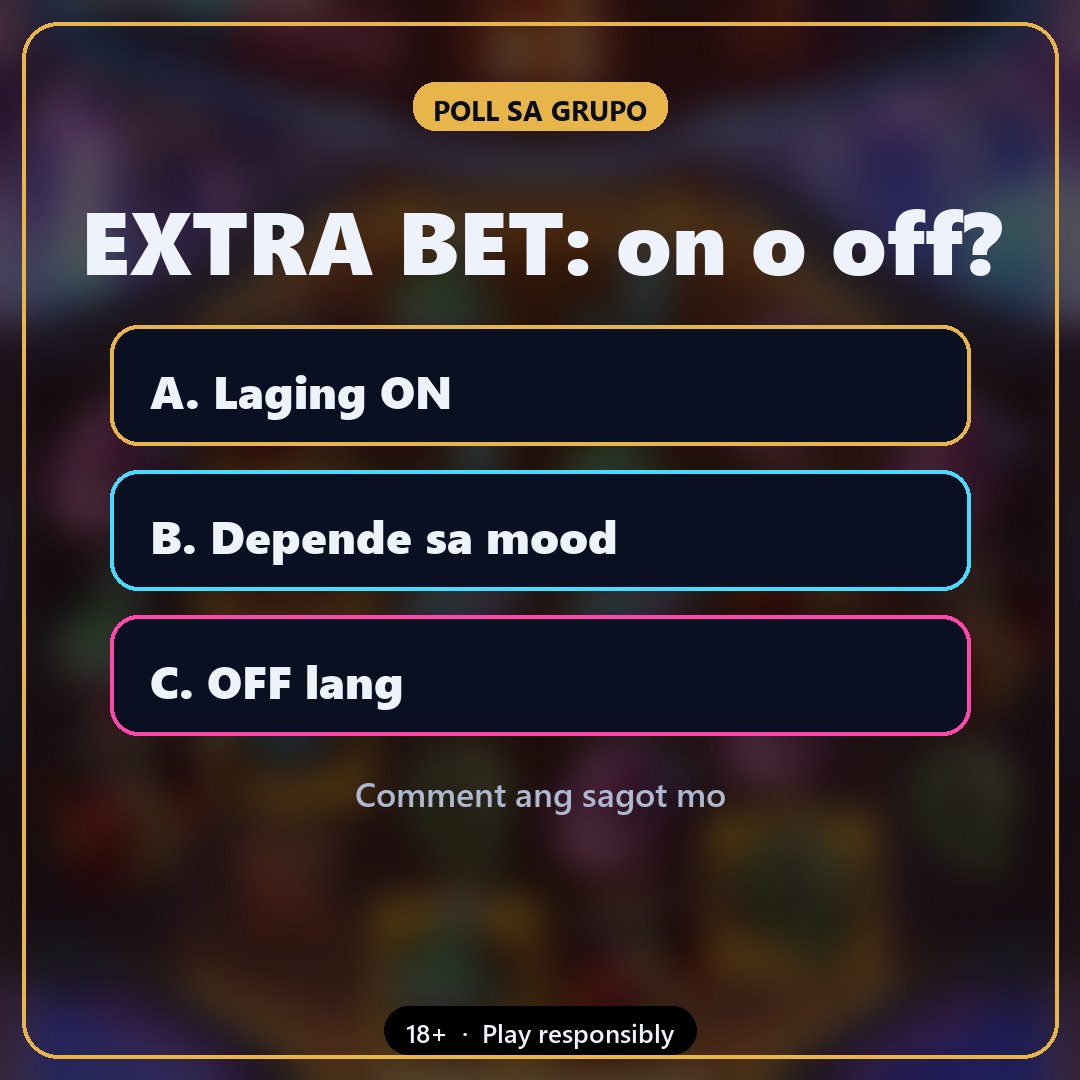 POLL SA GRUPO
EXTRA BET: on o off?
A. Laging ON
B. Depende sa mood
C. OFF lang
Comment ang sagot mo
18+ · Play responsibly